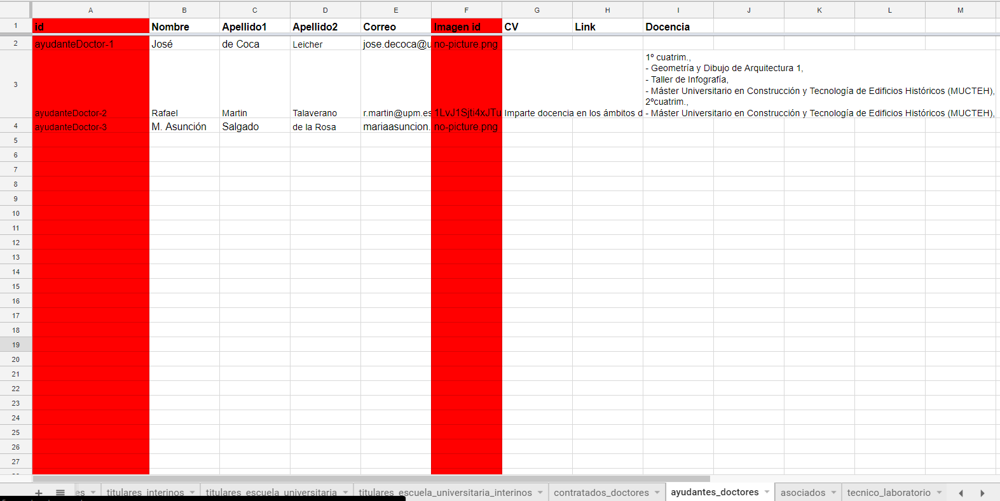 A B C D E F G H I J K L M
1 id Nombre Apellido1 Apellido2 Correo Imagen id CV Link Docencia
2 ayudanteDoctor-1 José de Coca Leicher jose.decoca@u no-picture.png
1º cuatrim.,
- Geometría y Dibujo de Arquitectura 1,
- Taller de Infografía,
3 - Máster Universitario en Construcción y Tecnología de Edificios Históricos (MUCTEH),
2ºcuatrim.,
ayudanteDoctor-2 Rafael Martin Talaverano r.martin@upm.es 1LvJ1Sjti4xJTu Imparte docencia en los ámbitos d - Máster Universitario en Construcción y Tecnología de Edificios Históricos (MUCTEH),
4 ayudanteDoctor-3 M. Asunción Salgado de la Rosa mariaasuncion. no-picture.png
5
6
7
8
9
10
11
12
13
14
15
16
17
18
19
20
21
22
23
24
25
26
27
es titulares_interinos titulares_escuela_universitaria titulares_escuela_universitaria_interinos contratados_doctores ayudantes_doctores asociados tecnico_laboratorio